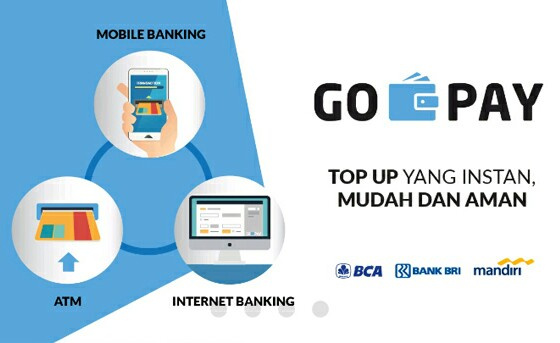 MOBILE BANKING
ATM
INTERNET BANKING
GO PAY
TOP UP YANG INSTAN,
MUDAH DAN AMAN
BCA
BANK BRI
mandiri